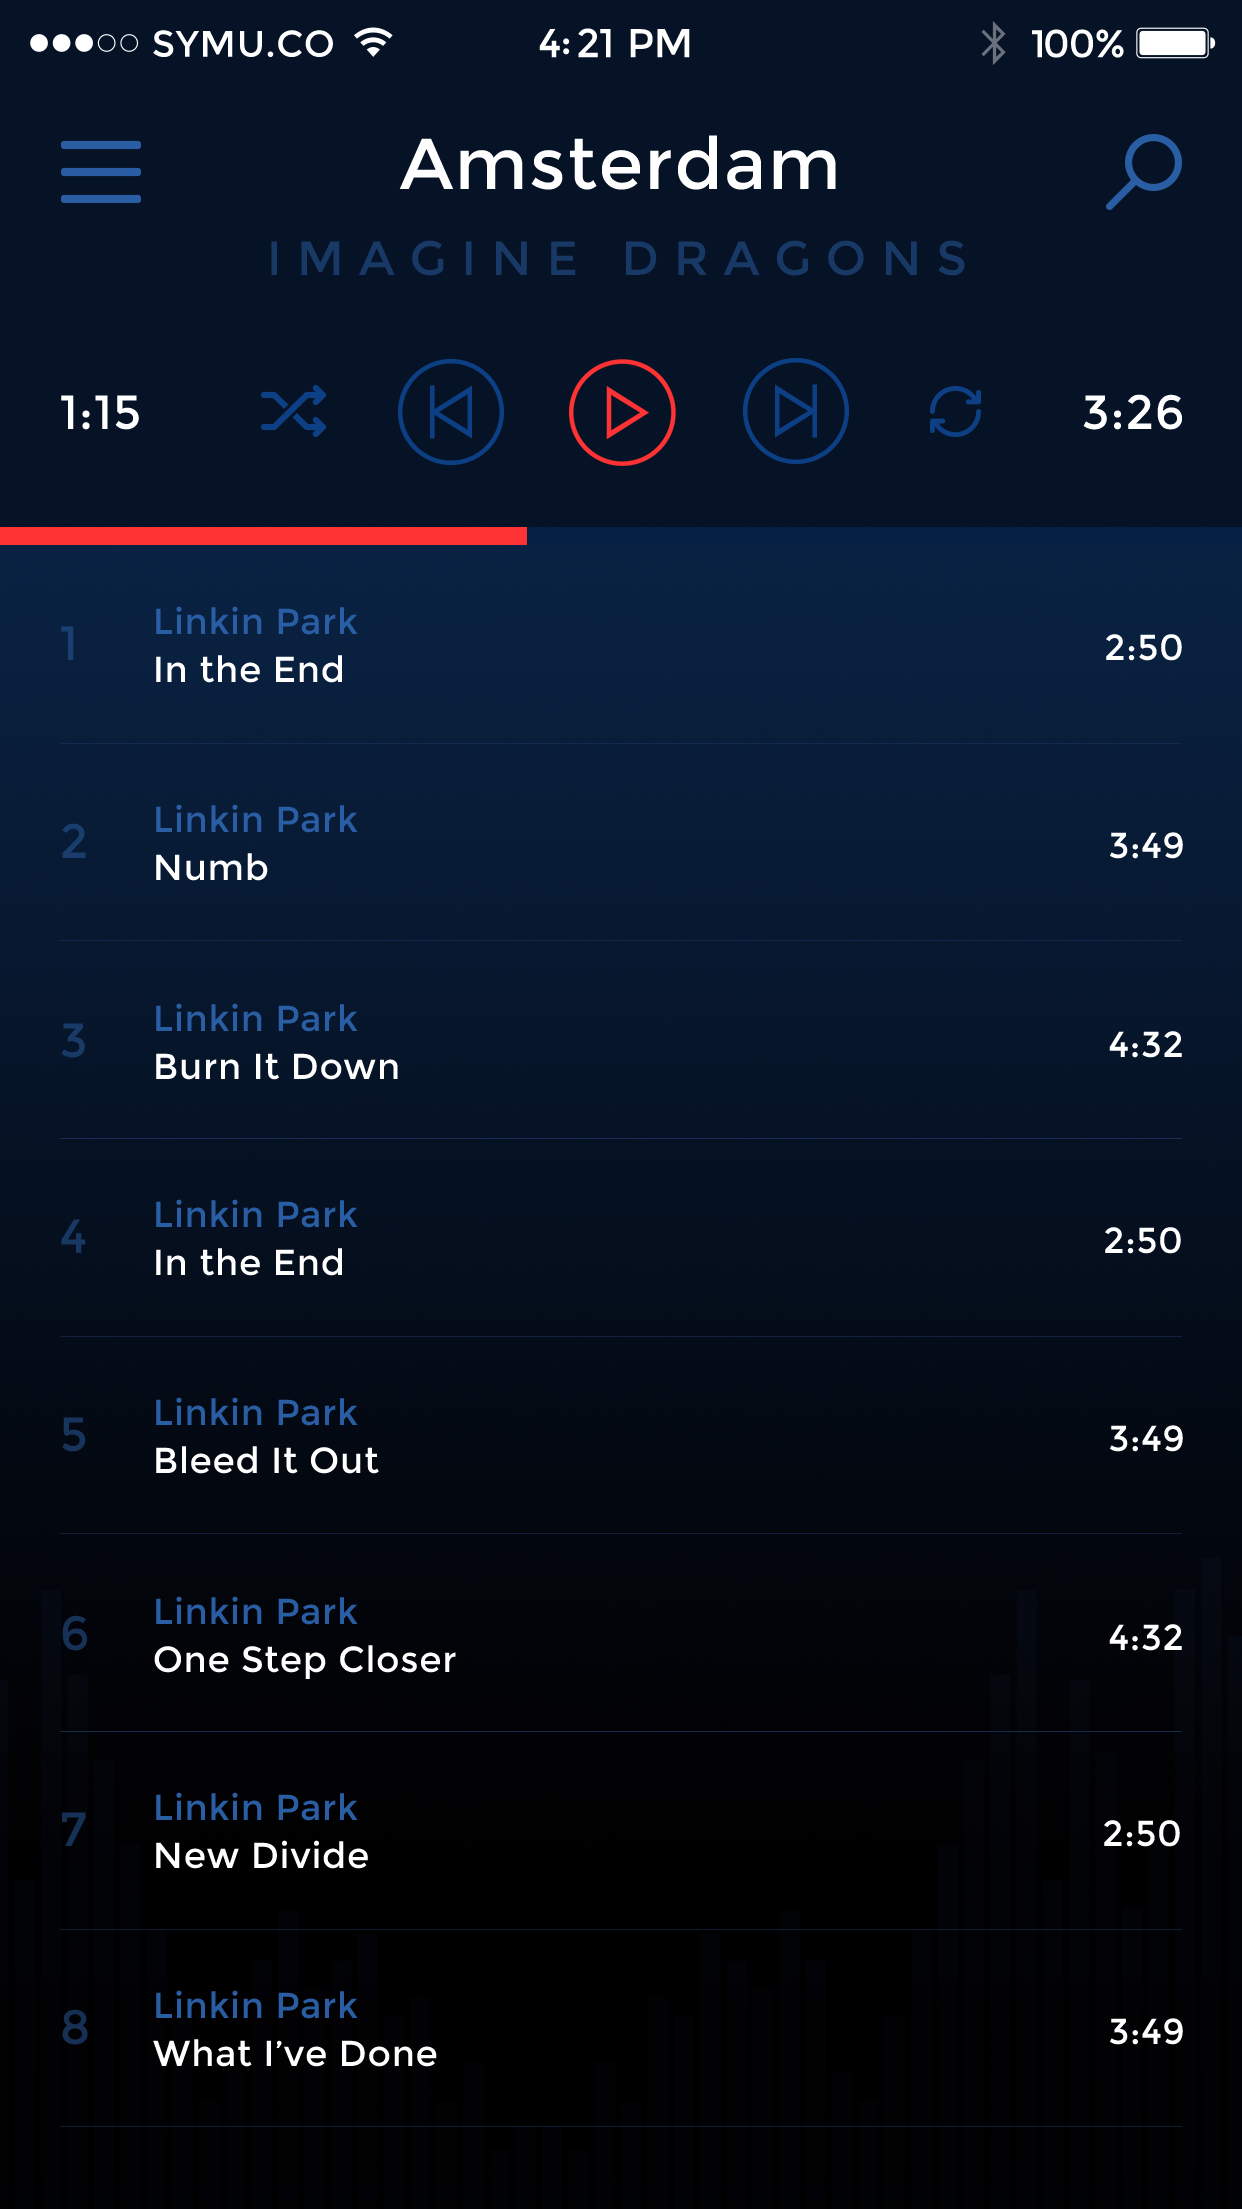 SYMU.CO 4:21 PM 100%
Amsterdam
IMAGINE DRAGONS
1:15 3:26
1 Linkin Park
In the End 2:50
2 Linkin Park
Numb 3:49
3 Linkin Park
Burn It Down 4:32
4 Linkin Park
In the End 2:50
5 Linkin Park
Bleed It Out 3:49
6 Linkin Park
One Step Closer 4:32
7 Linkin Park
New Divide 2:50
8 Linkin Park
What I’ve Done 3:49